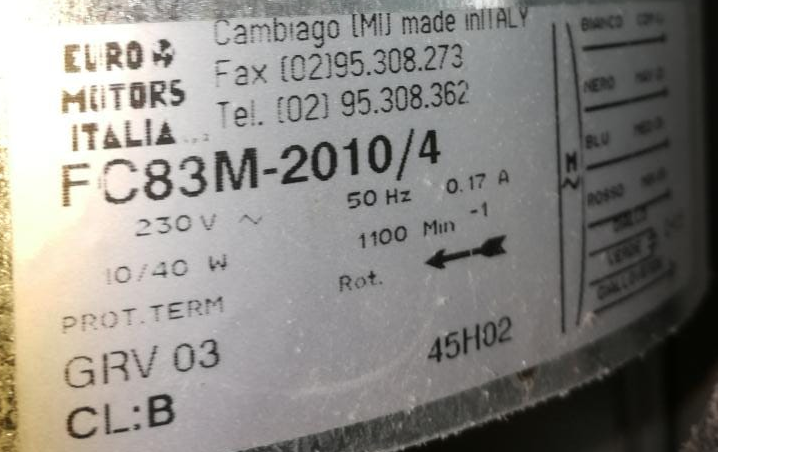 EURO MOTORS ITALIA
Cambiago (MI) made in ITALY
Fax (02)95.308.273
Tel. (02) 95.308.362
FC83M-2010/4
230V ~ 50 Hz 0.17 A
10/40 W 1100 Min -1
PROT.TERM Rot.
GRV 03 45H02
CL:B
M
~
BIANCO
NERO
BLU
ROSSO
GIALLO
VERDE